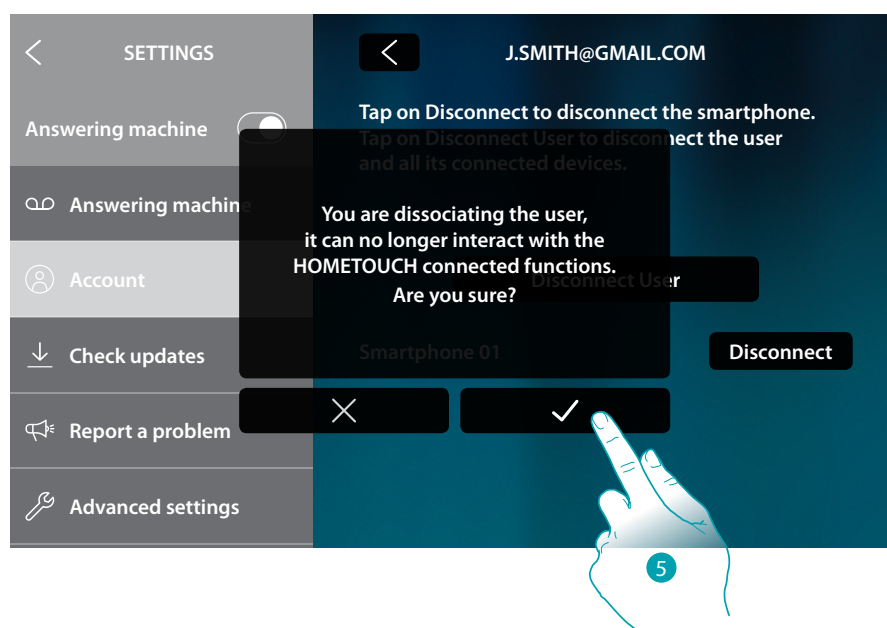 SETTINGS
Answering machine
Answering machine
Account
Check updates
Report a problem
Advanced settings
J.SMITH@GMAIL.COM
Tap on Disconnect to disconnect the smartphone.
Tap on Disconnect User to disconnect the user
and all its connected devices.
Disconnect User
Smartphone 01
Disconnect
You are dissociating the user,
it can no longer interact with the
HOMETOUCH connected functions.
Are you sure?
5